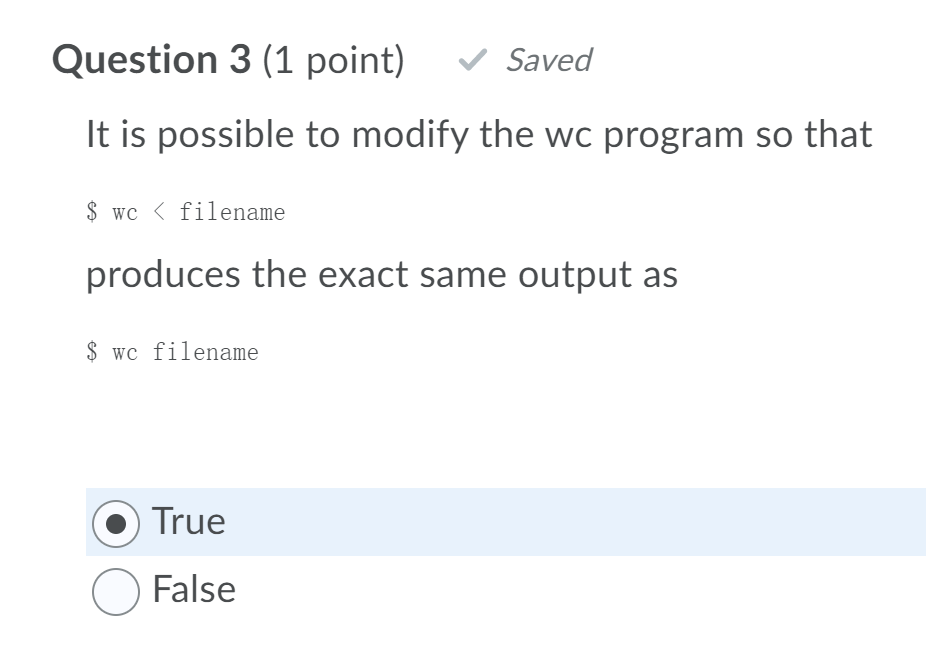 Question 3 (1 point) ✓ Saved
It is possible to modify the wc program so that
$ wc < filename
produces the exact same output as
$ wc filename
True
False